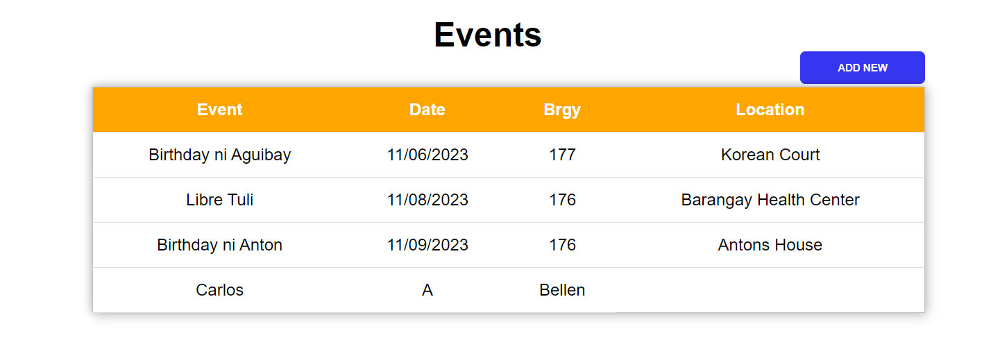 Events
ADD NEW
Event Date Brgy Location
Birthday ni Aguibay 11/06/2023 177 Korean Court
Libre Tuli 11/08/2023 176 Barangay Health Center
Birthday ni Anton 11/09/2023 176 Antons House
Carlos A Bellen